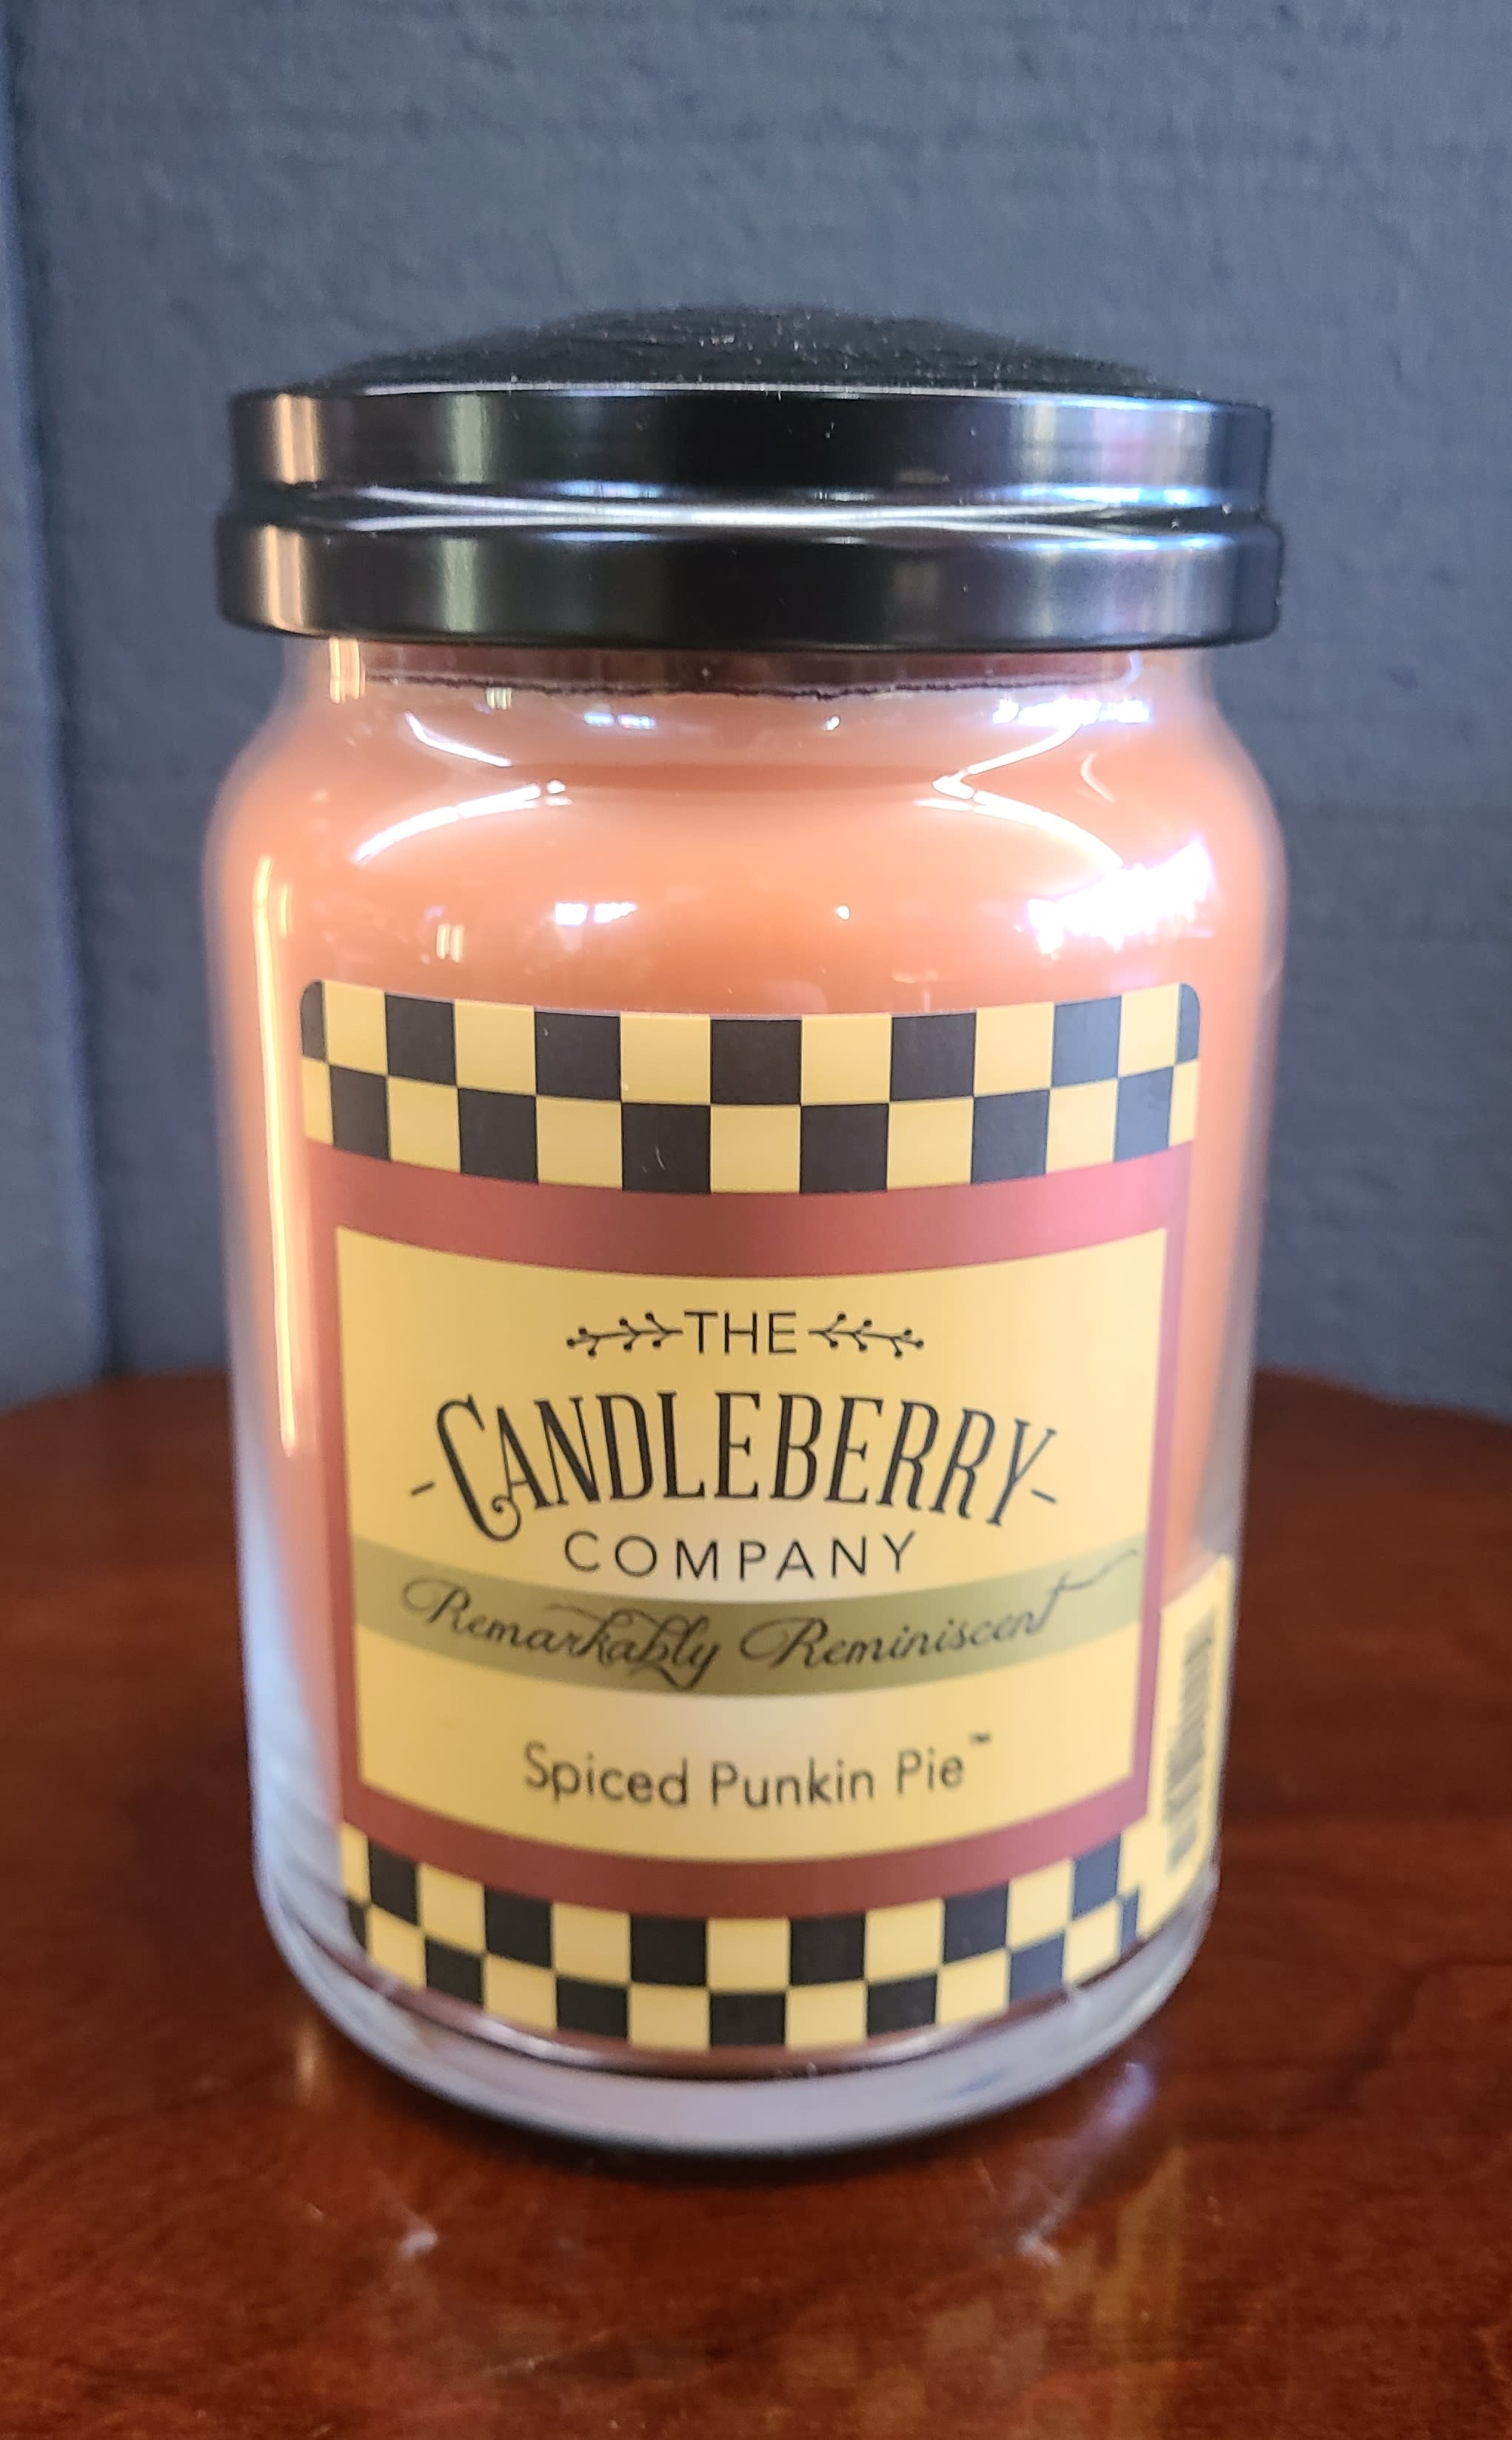 THE
CANDLEBERRY
COMPANY
Remarkably Reminiscent
Spiced Punkin Pie™